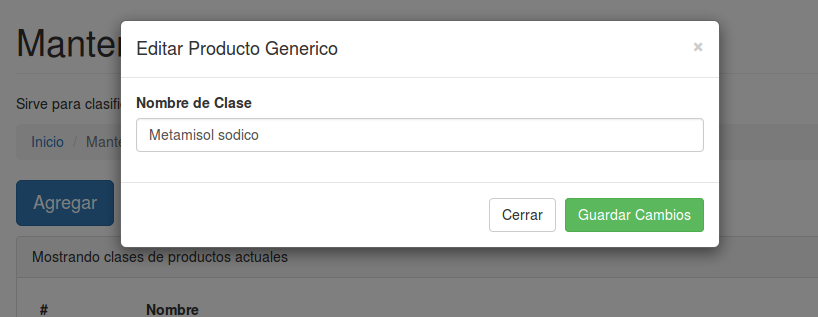 Editar Producto Generico ×
Manter
Nombre de Clase
Sirve para clasifi
Metamisol sodico
Inicio / Mante
Agregar
Cerrar Guardar Cambios
Mostrando clases de productos actuales
# Nombre